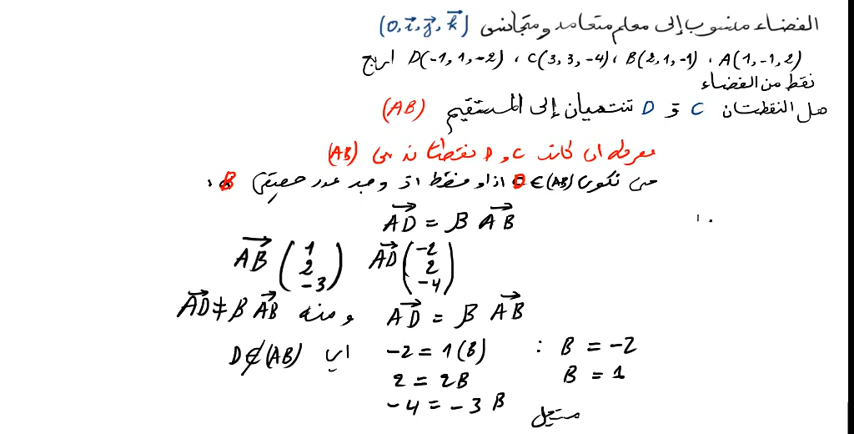 الفضاء منسوب إلى معلم متعامد ومتجانس (O, i, j, k)
A(1,-1,2) ، B(2,1,-1) ، C(3,3,-4) ، D(-1,1,-2) اربع
نقط من الفضاء
هل النقطتان C و D تنتميان إلى المستقيم (AB)
معرفة ان كانت C و D نقطتان من (AB)
D ∈ (AB) اذا و فقط اذا وجد عدد حقيقي β :
AD = β AB
AB (1 2 -3) AD (-2 2 -4)
AD = β AB ومنه AD ≠ β AB
-2 = 1(β) : β = -2 اي D ∉ (AB)
2 = 2β β = 1
-4 = -3 β